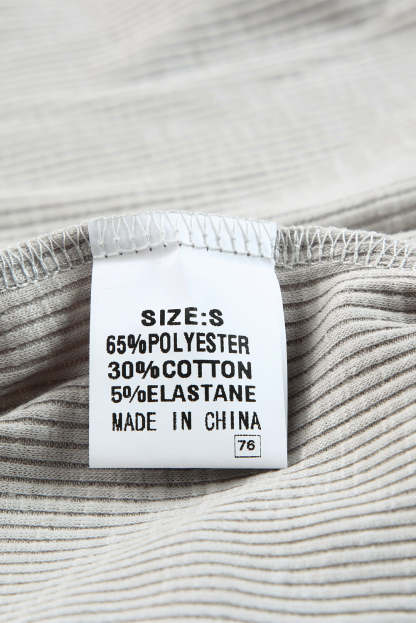 SIZE:S
65%POLYESTER
30%COTTON
5%ELASTANE
MADE IN CHINA
76